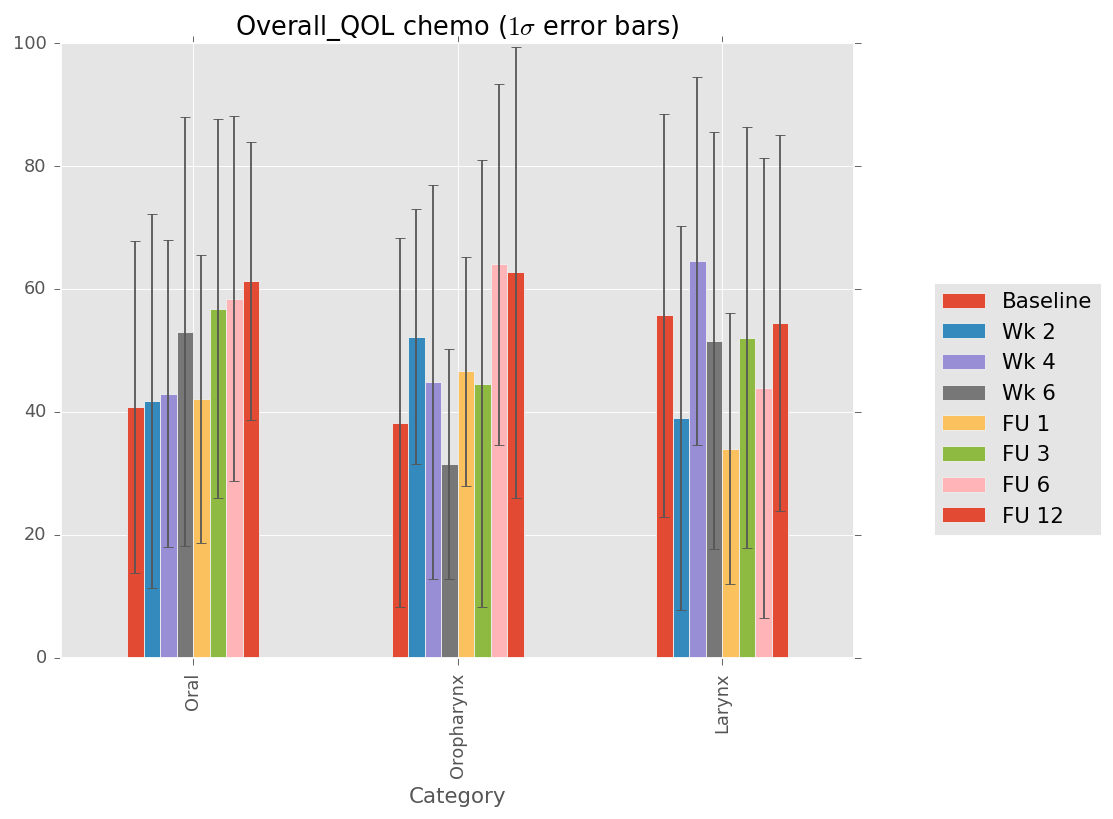 Overall_QOL chemo (1σ error bars)
100
80
60
40
20
0
Oral
Oropharynx
Larynx
Category
Baseline
Wk 2
Wk 4
Wk 6
FU 1
FU 3
FU 6
FU 12